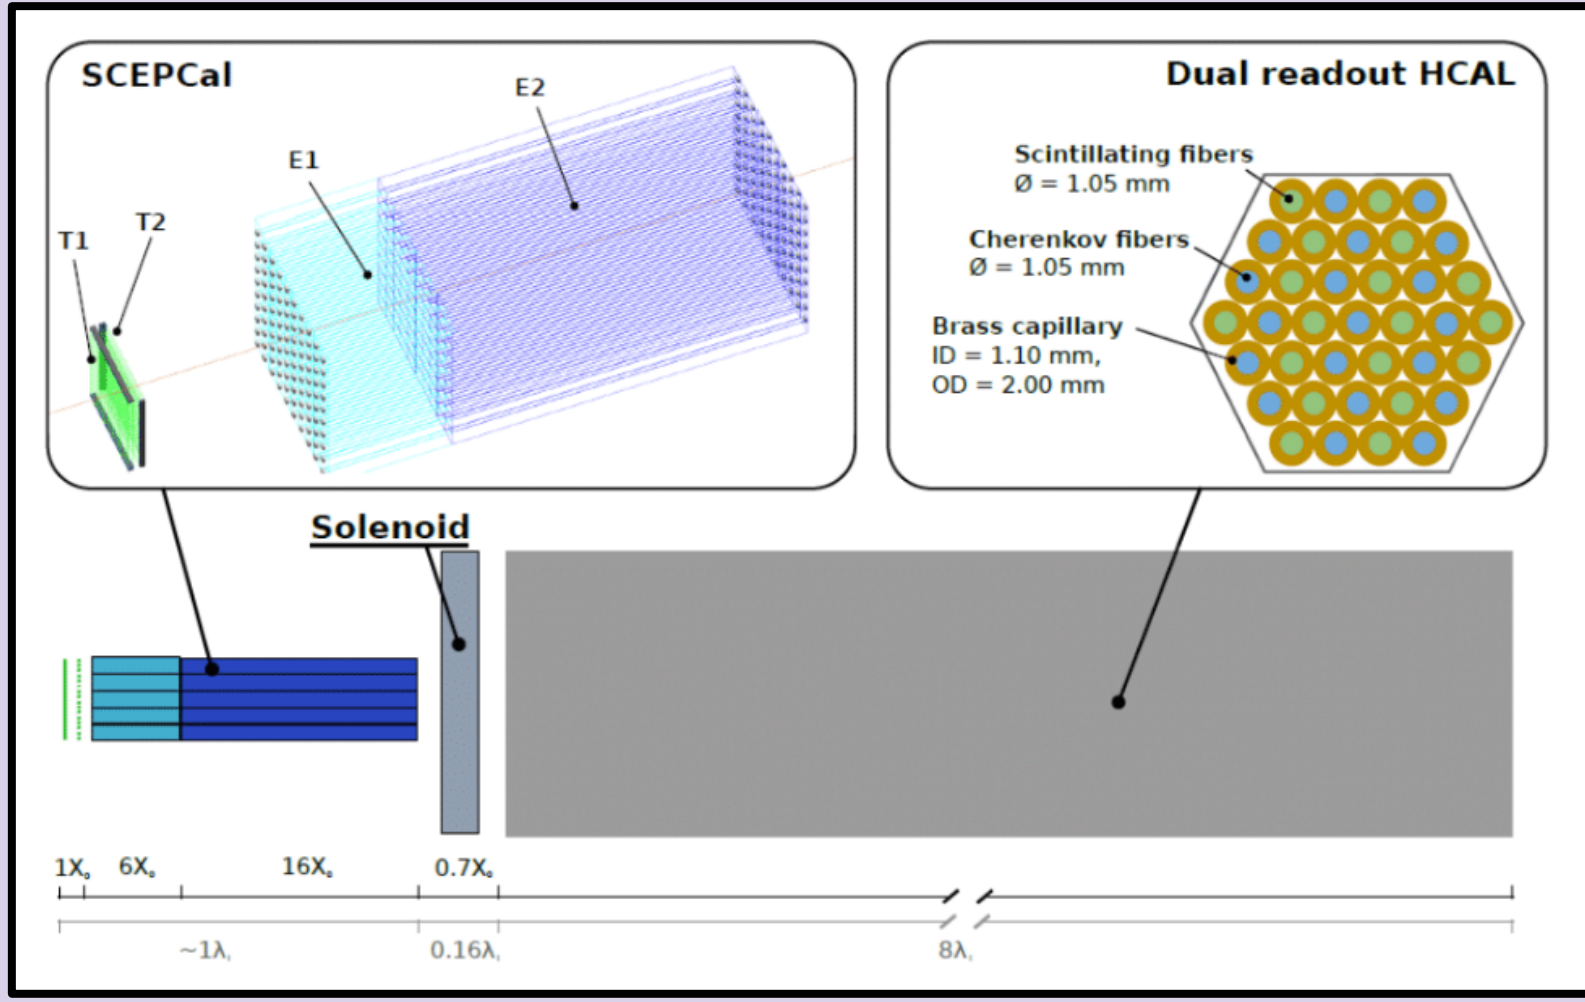 SCEPCal
E2
E1
T2
T1
Dual readout HCAL
Scintillating fibers
Ø = 1.05 mm
Cherenkov fibers
Ø = 1.05 mm
Brass capillary
ID = 1.10 mm,
OD = 2.00 mm
Solenoid
1X₀ 6X₀ 16X₀ 0.7X₀
~1λᵢ 0.16λᵢ 8λᵢ